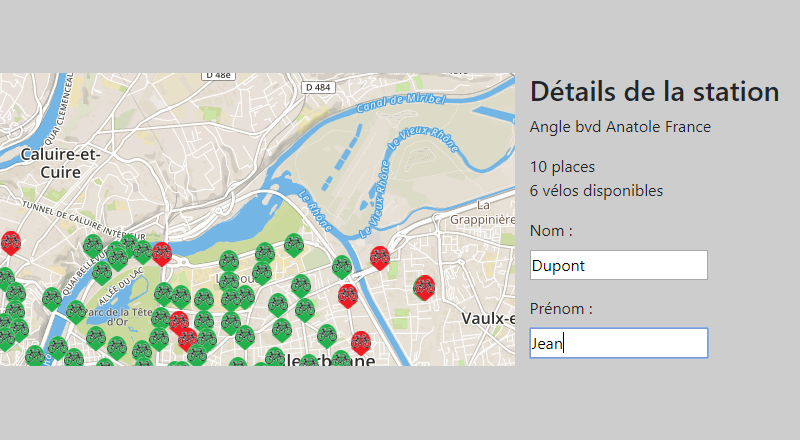 D 48e
D 484
QUAI CLEMENCEAU
Canal de Miribel
Le Vieux Rhône
Caluire-et-
Cuire
Le Rhône
Le Vieux Rhône
La
Grappinière
TUNNEL DE CALUIRE INTÉRIEUR
QUAI BELLEVUE
ALLÉE DU LAC
Parc de la Tête
d'Or
Vaulx-e
Détails de la station
Angle bvd Anatole France
10 places
6 vélos disponibles
Nom :
Dupont
Prénom :
Jean